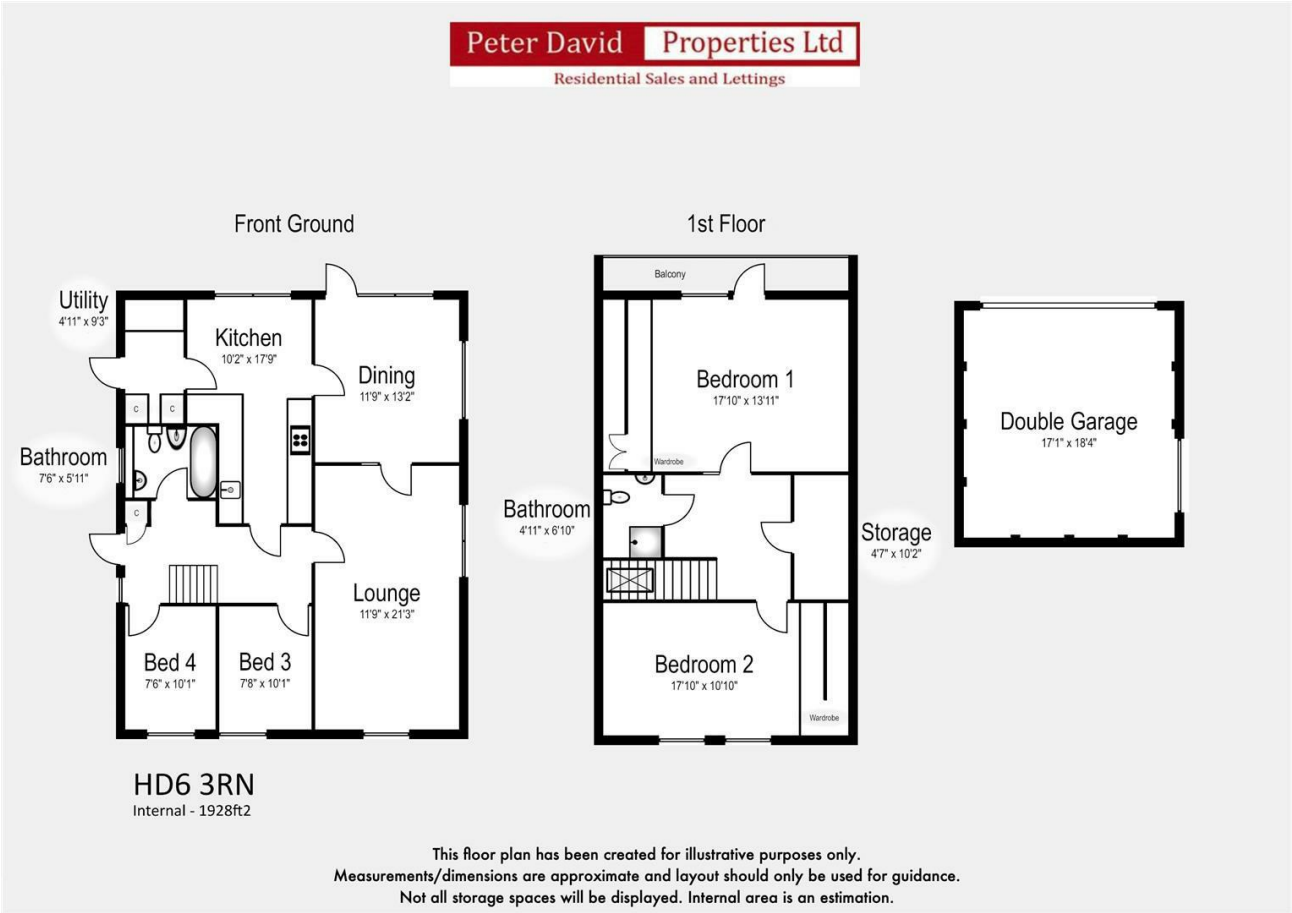 Peter David Properties Ltd
Residential Sales and Lettings
Front Ground
1st Floor
Utility
4'11" x 9'3"
Kitchen
10'2" x 17'9"
Dining
11'9" x 13'2"
C
C
Bathroom
7'6" x 5'11"
C
Lounge
11'9" x 21'3"
Bed 4
7'6" x 10'1"
Bed 3
7'8" x 10'1"
Balcony
Bedroom 1
17'10" x 13'11"
Wardrobe
Bathroom
4'11" x 6'10"
Storage
4'7" x 10'2"
Bedroom 2
17'10" x 10'10"
Wardrobe
Double Garage
17'1" x 18'4"
HD6 3RN
Internal - 1928ft2
This floor plan has been created for illustrative purposes only.
Measurements/dimensions are approximate and layout should only be used for guidance.
Not all storage spaces will be displayed. Internal area is an estimation.